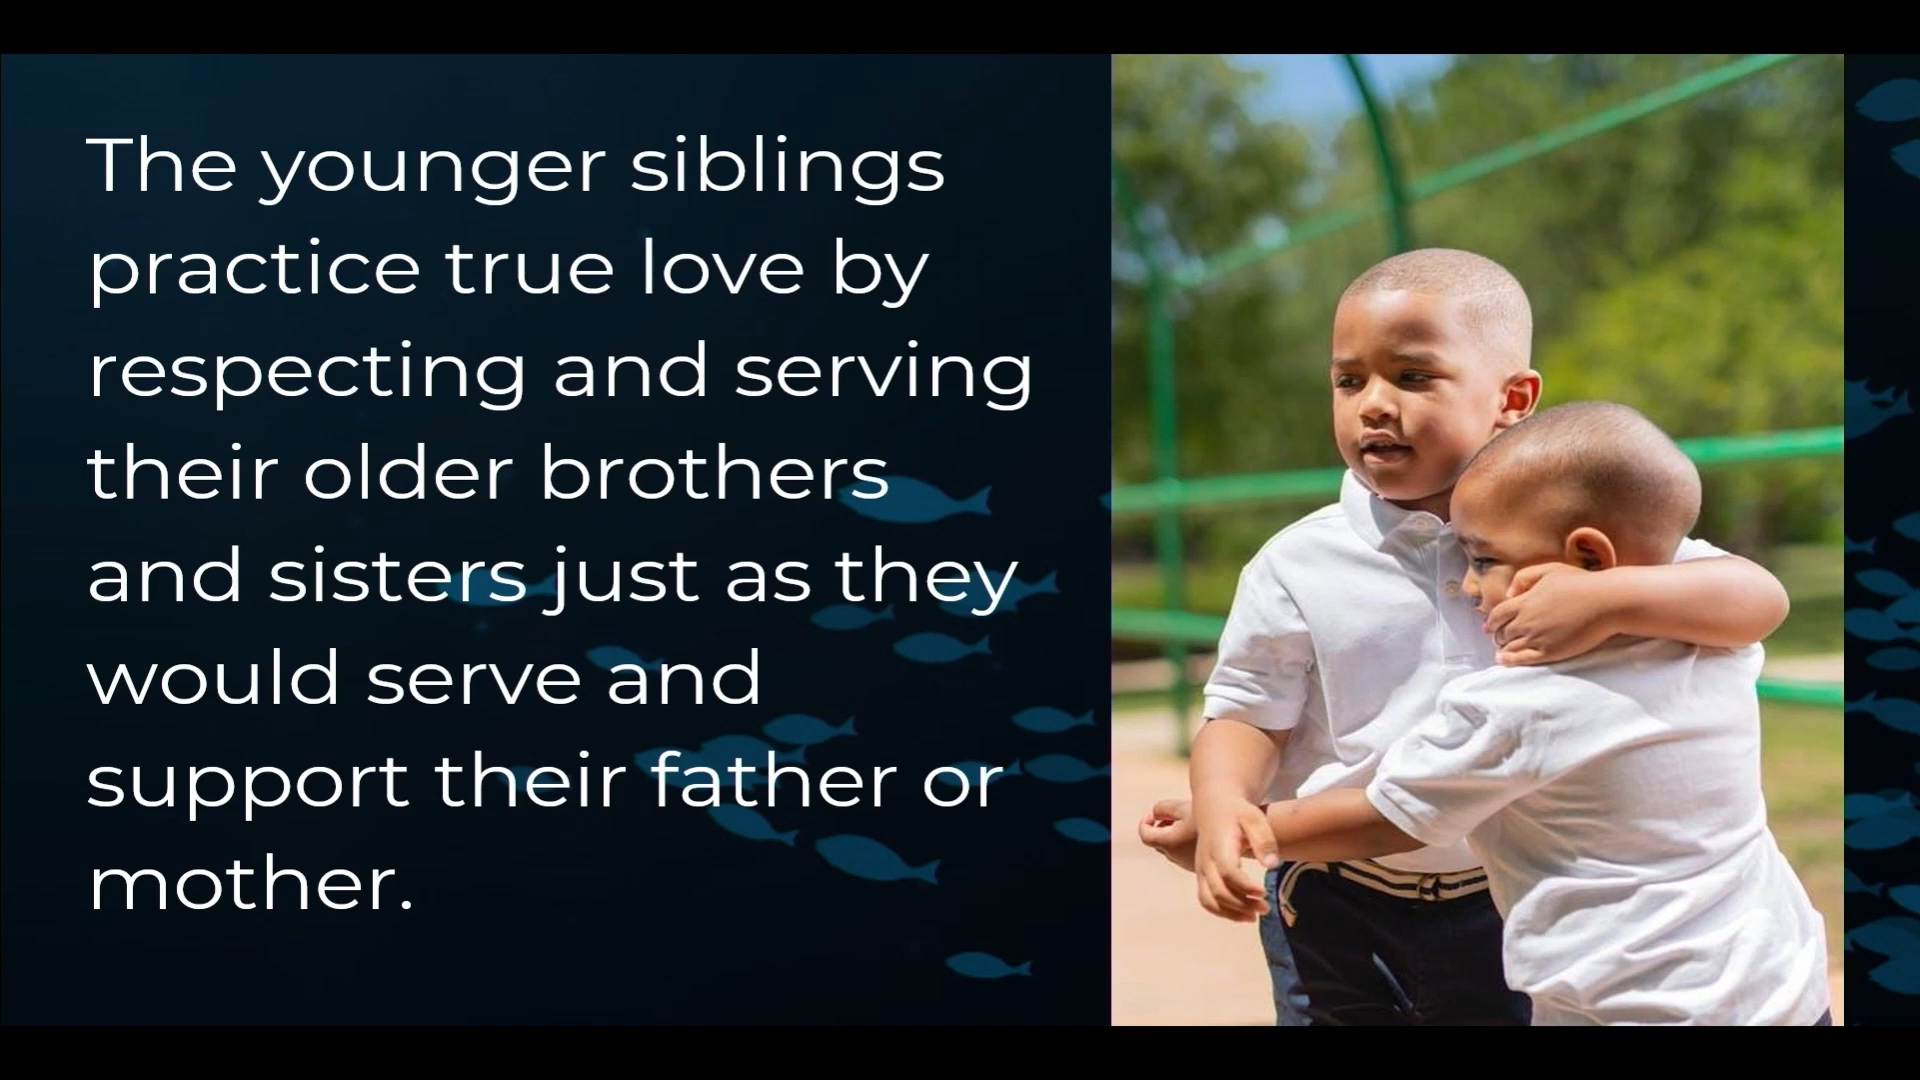 The younger siblings
practice true love by
respecting and serving
their older brothers
and sisters just as they
would serve and
support their father or
mother.